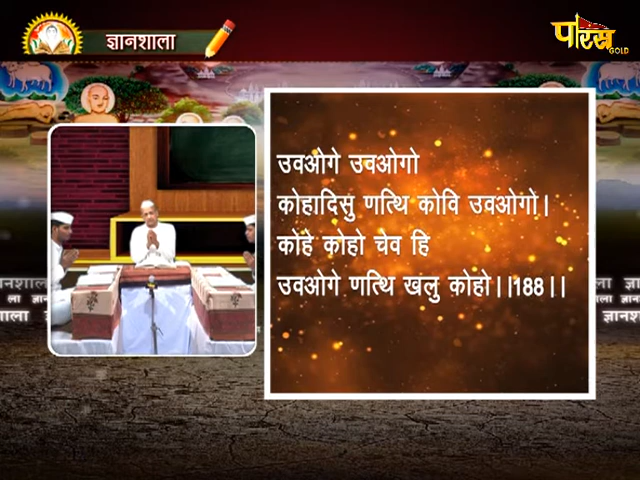 ज्ञानशाला
पारस
GOLD
उवओगे उवओगो
कोहादिसु णत्थि कोवि उवओगो।
कोहे कोहो चेव हि
उवओगे णत्थि खलु कोहो||188||